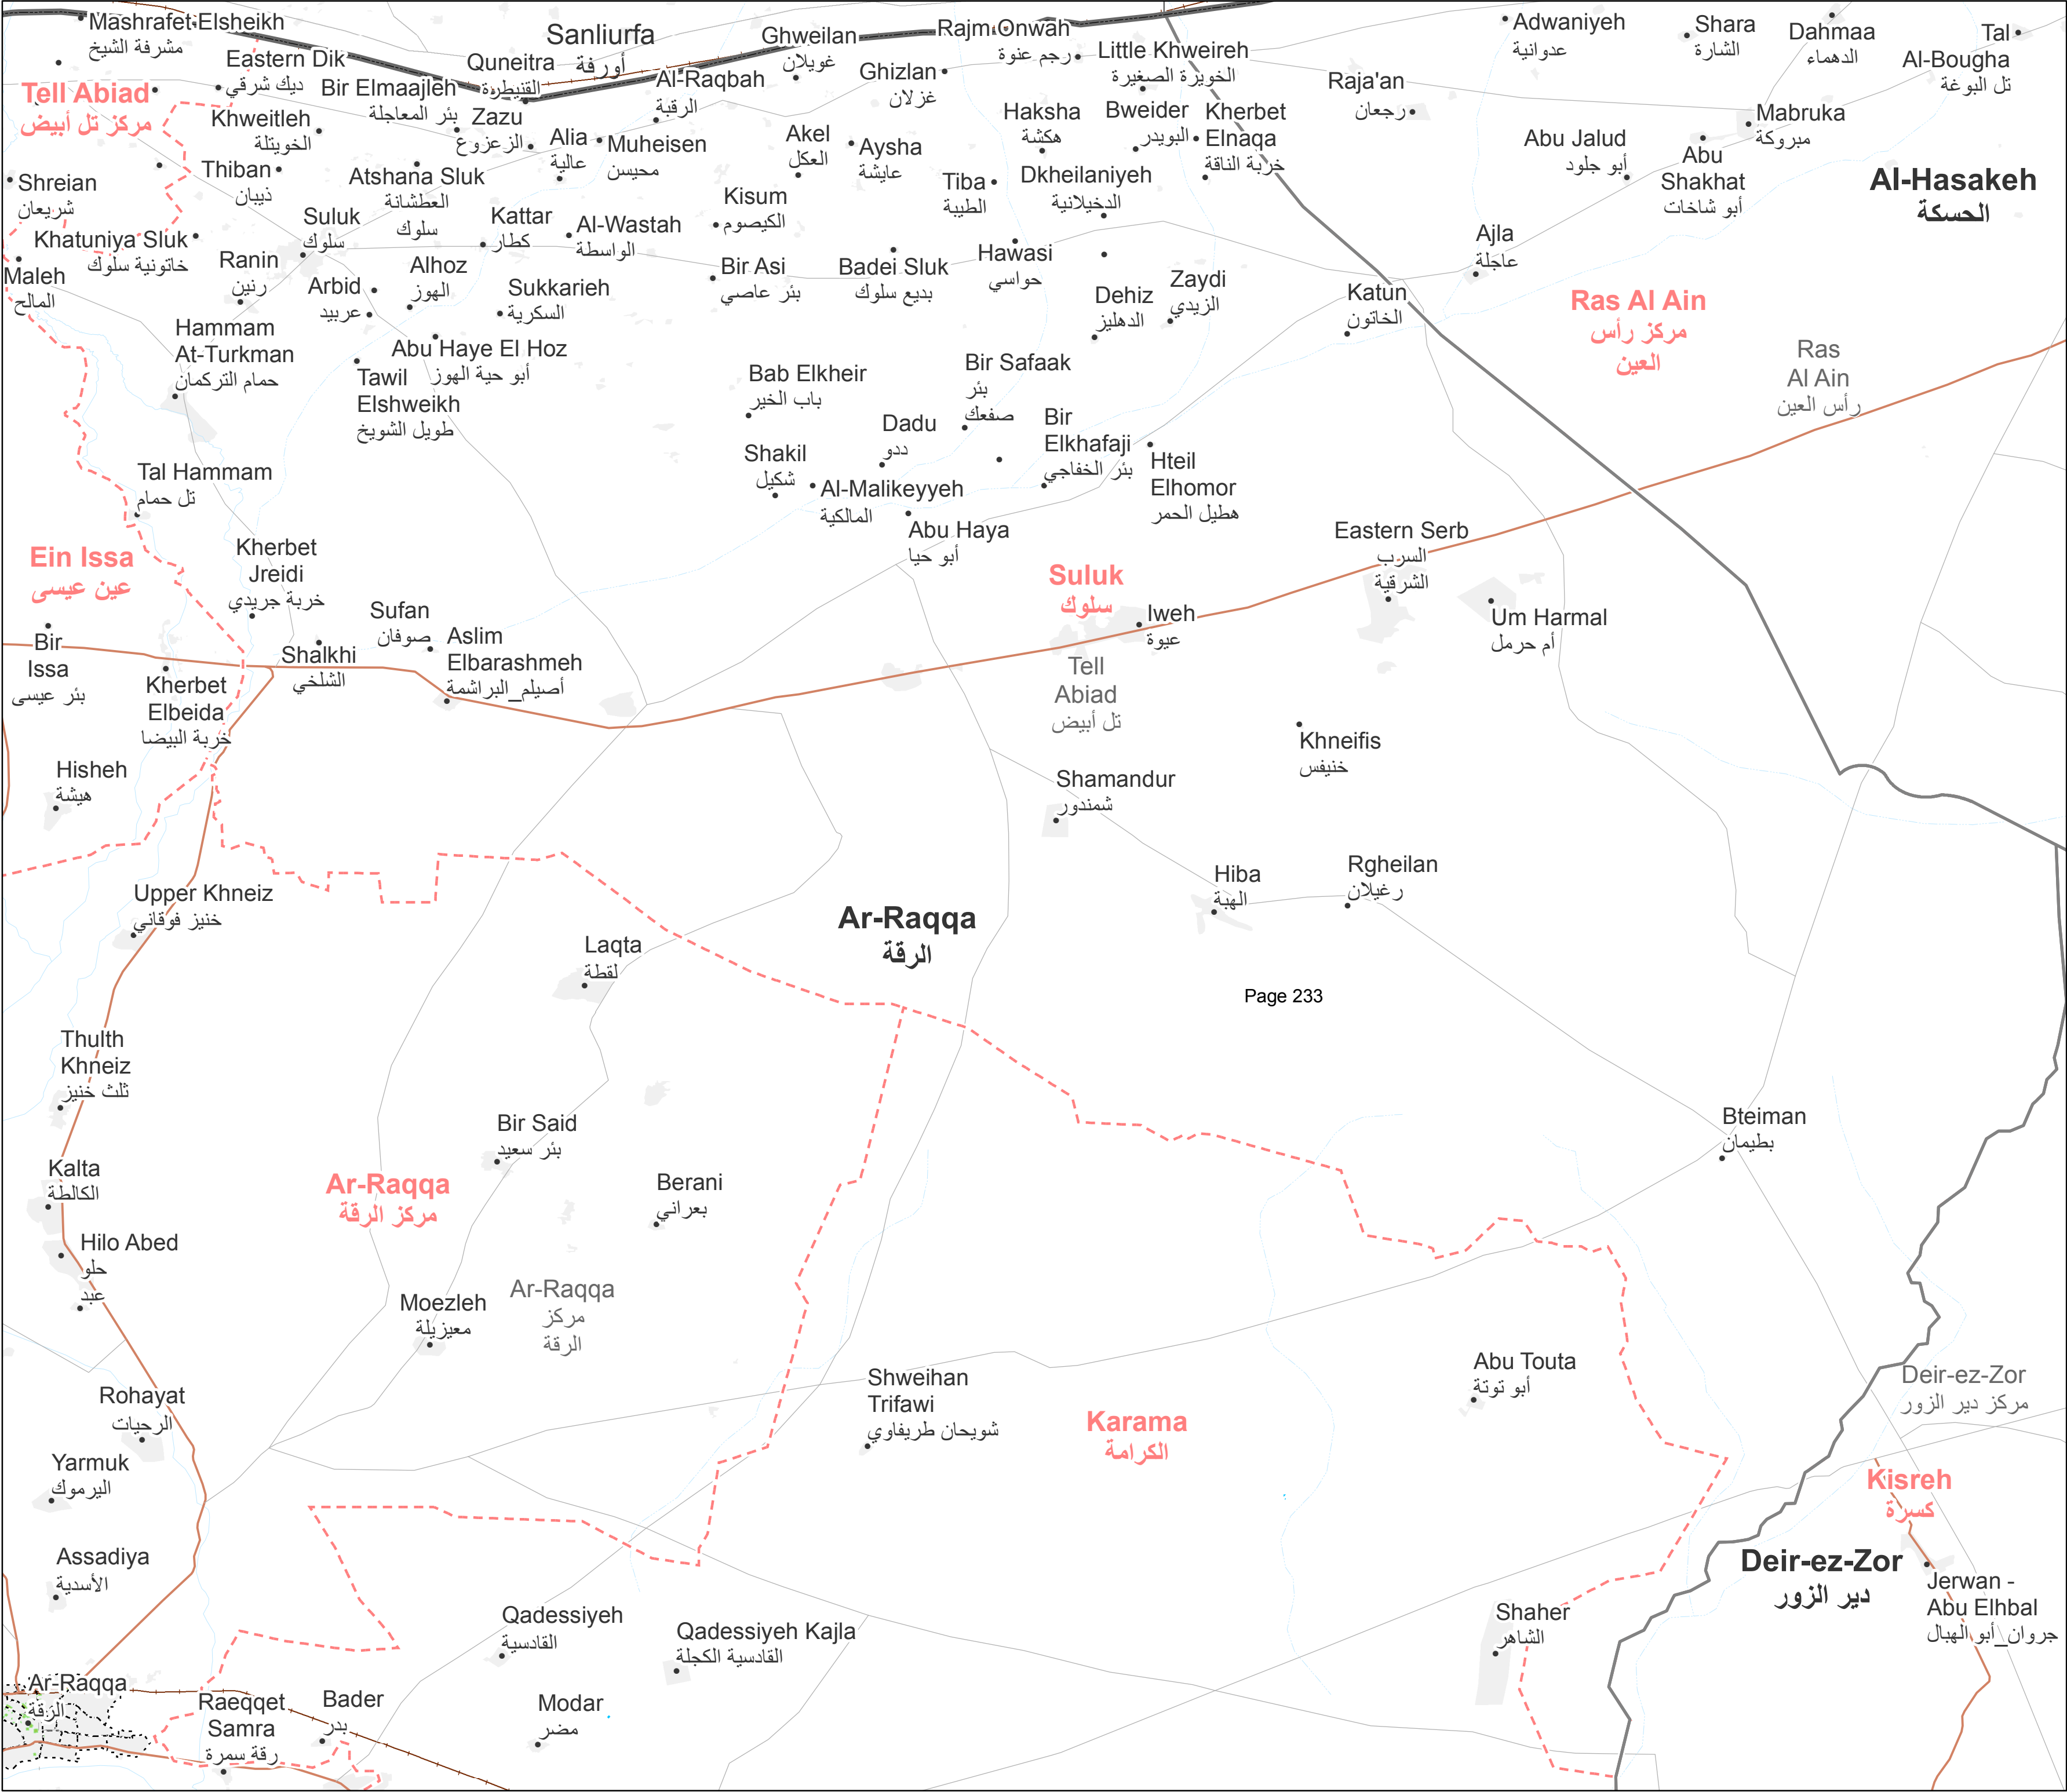 Mashrafet Elsheikh
مشرفة الشيخ
Eastern Dik
ديك شرقي
Tell Abiad
مركز تل أبيض
Bir Elmaajleh
بئر المعاجلة
Quneitra
القنيطرة
Sanliurfa
أورفة
Al-Raqbah
الرقبة
Ghweilan
غويلان
Ghizlan
غزلان
Rajm Onwah
رجم عنوة
Little Khweireh
الخويرة الصغيرة
Raja'an
رجعان
Adwaniyeh
عدوانية
Shara
الشارة
Dahmaa
الدهماء
Tal
Al-Bougha
تل البوغة
Khweitleh
الخويتلة
Zazu
الزعزوع
Alia
عالية
Muheisen
محيسن
Akel
العكل
Aysha
عايشة
Haksha
هكشة
Bweider
البويدر
Kherbet
Elnaqa
خربة الناقة
Abu Jalud
أبو جلود
Abu
Shakhat
أبو شاخات
Mabruka
مبروكة
Al-Hasakeh
الحسكة
Shreian
شريعان
Thiban
ذيبان
Atshana Sluk
العطشانة
سلوك
Suluk
سلوك
Kattar
كطار
Al-Wastah
الواسطة
Kisum
الكيصوم
Tiba
الطيبة
Dkheilaniyeh
الدخيلانية
Khatuniya Sluk
خاتونية سلوك
Maleh
المالح
Ranin
رنين
Arbid
عربيد
Alhoz
الهوز
Sukkarieh
السكرية
Bir Asi
بئر عاصي
Badei Sluk
بديع سلوك
Hawasi
حواسي
Dehiz
الدهليز
Zaydi
الزيدي
Katun
الخاتون
Ajla
عاجلة
Ras Al Ain
مركز رأس
العين
Ras
Al Ain
رأس العين
Hammam
At-Turkman
حمام التركمان
Abu Haye El Hoz
أبو حية الهوز
Tawil
Elshweikh
طويل الشويخ
Bab Elkheir
باب الخير
Bir Safaak
بئر
صفعك
Dadu
ددو
Bir
Elkhafaji
بئر الخفاجي
Hteil
Elhomor
هطيل الحمر
Shakil
شكيل
Al-Malikeyyeh
المالكية
Abu Haya
أبو حيا
Tal Hammam
تل حمام
Ein Issa
عين عيسى
Kherbet
Jreidi
خربة جريدي
Suluk
سلوك
Eastern Serb
السرب
الشرقية
Um Harmal
أم حرمل
Iweh
عيوة
Bir
Issa
بئر عيسى
Sufan
صوفان
Aslim
Elbarashmeh
أصيلم_البراشمة
Shalkhi
الشلخي
Kherbet
Elbeida
خربة البيضا
Tell
Abiad
تل أبيض
Khneifis
خنيفس
Hisheh
هيشة
Shamandur
شمندور
Hiba
الهبة
Rgheilan
رغيلان
Upper Khneiz
خنيز فوقاني
Ar-Raqqa
الرقة
Laqta
لقطة
Page 233
Thulth
Khneiz
ثلث خنيز
Bir Said
بئر سعيد
Bteiman
بطيمان
Kalta
الكالطة
Ar-Raqqa
مركز الرقة
Berani
بعراني
Hilo Abed
حلو
عبد
Moezleh
معيزيلة
Ar-Raqqa
مركز
الرقة
Shweihan
Trifawi
شويحان طريفاوي
Karama
الكرامة
Abu Touta
أبو توتة
Deir-ez-Zor
مركز دير الزور
Rohayat
الرحيات
Yarmuk
اليرموك
Kisreh
كسرة
Assadiya
الأسدية
Deir-ez-Zor
دير الزور
Jerwan -
Abu Elhbal
جروان_أبو الهبال
Qadessiyeh
القادسية
Qadessiyeh Kajla
القادسية الكجلة
Shaher
الشاهر
Ar-Raqqa
الرقة
Raeqqet
Samra
رقة سمرة
Bader
بدر
Modar
مضر